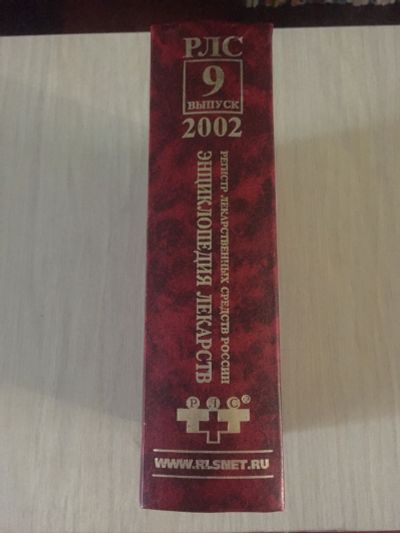 РЛС
9
ВЫПУСК
2002
РЕГИСТР ЛЕКАРСТВЕННЫХ СРЕДСТВ РОССИИ
ЭНЦИКЛОПЕДИЯ ЛЕКАРСТВ
РЛС®
WWW.RLSNET.RU